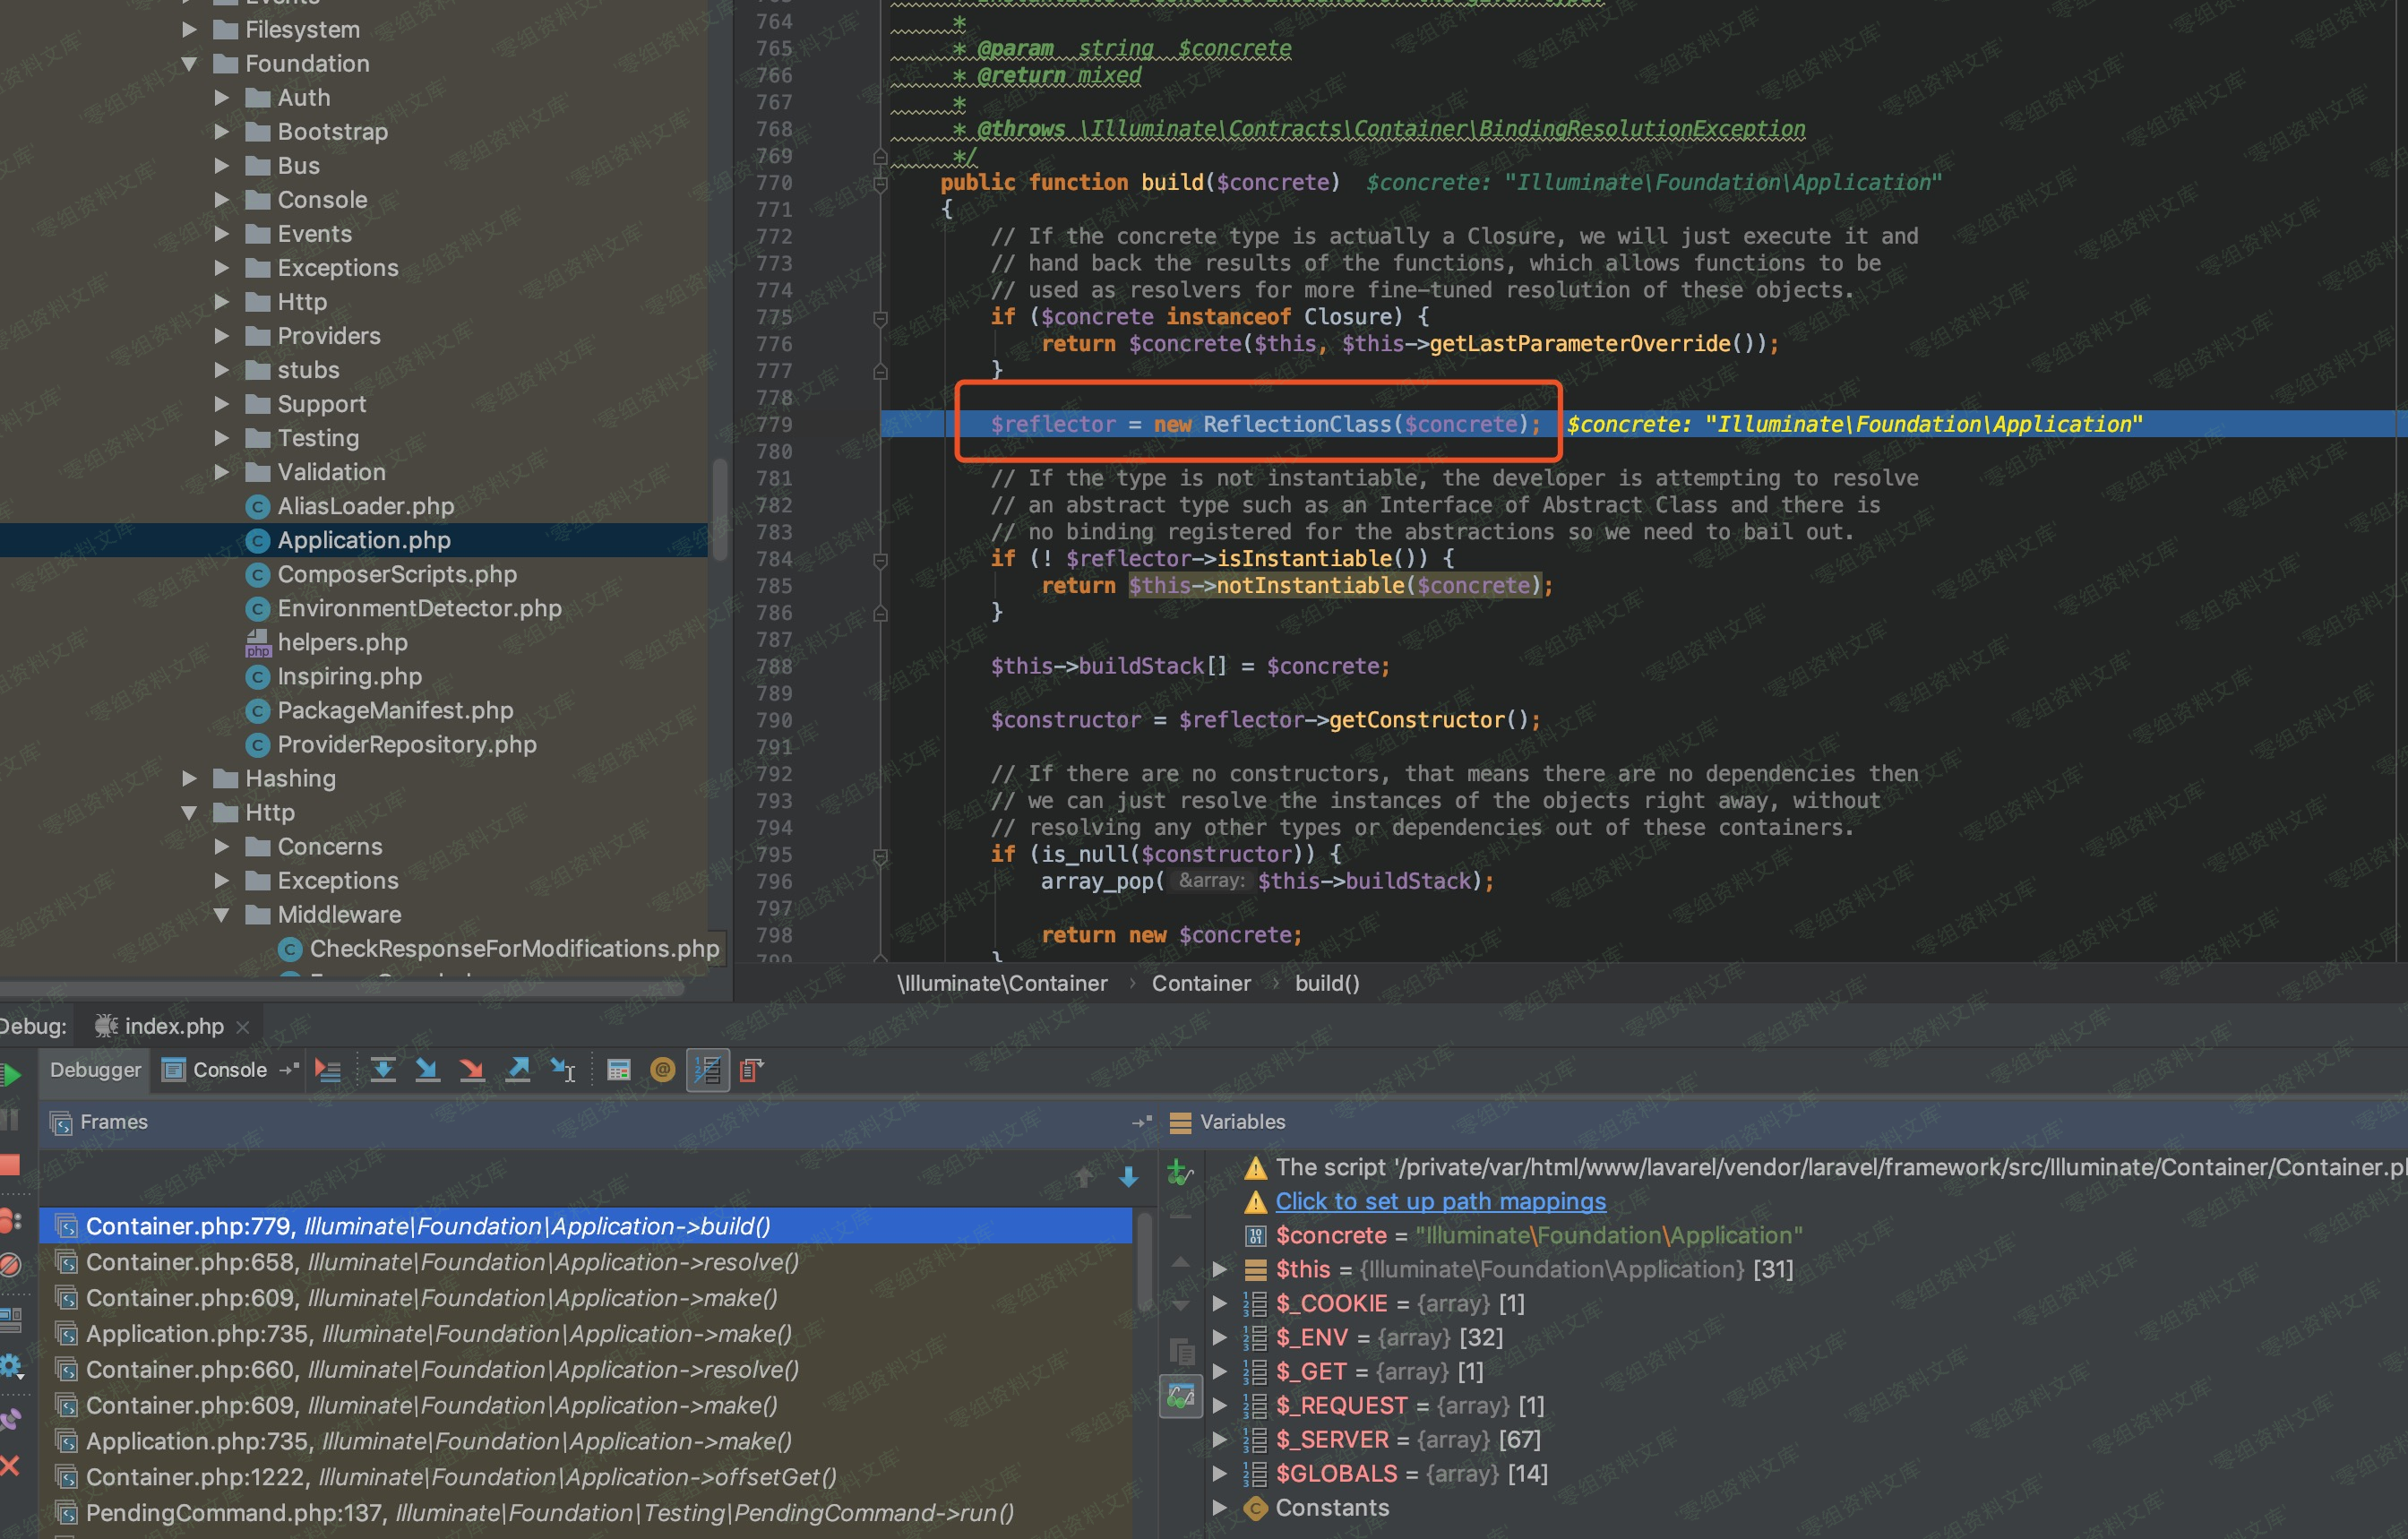 Filesystem
Foundation
Auth
Bootstrap
Bus
Console
Events
Exceptions
Http
Providers
stubs
Support
Testing
Validation
AliasLoader.php
Application.php
ComposerScripts.php
EnvironmentDetector.php
helpers.php
Inspiring.php
PackageManifest.php
ProviderRepository.php
Hashing
Http
Concerns
Exceptions
Middleware
CheckResponseForModifications.php
764 *
765 * @param string $concrete
766 * @return mixed
767 *
768 * @throws \Illuminate\Contracts\Container\BindingResolutionException
769 */
770 public function build($concrete) $concrete: "Illuminate\Foundation\Application"
771 {
772 // If the concrete type is actually a Closure, we will just execute it and
773 // hand back the results of the functions, which allows functions to be
774 // used as resolvers for more fine-tuned resolution of these objects.
775 if ($concrete instanceof Closure) {
776 return $concrete($this, $this->getLastParameterOverride());
777 }
778
779 $reflector = new ReflectionClass($concrete); $concrete: "Illuminate\Foundation\Application"
780
781 // If the type is not instantiable, the developer is attempting to resolve
782 // an abstract type such as an Interface of Abstract Class and there is
783 // no binding registered for the abstractions so we need to bail out.
784 if (! $reflector->isInstantiable()) {
785 return $this->notInstantiable($concrete);
786 }
787
788 $this->buildStack[] = $concrete;
789
790 $constructor = $reflector->getConstructor();
791
792 // If there are no constructors, that means there are no dependencies then
793 // we can just resolve the instances of the objects right away, without
794 // resolving any other types or dependencies out of these containers.
795 if (is_null($constructor)) {
796 array_pop( &array: $this->buildStack);
797
798 return new $concrete;
799 }
\Illuminate\Container › Container › build()
Debug: index.php
Debugger Console
Frames
Container.php:779, Illuminate\Foundation\Application->build()
Container.php:658, Illuminate\Foundation\Application->resolve()
Container.php:609, Illuminate\Foundation\Application->make()
Application.php:735, Illuminate\Foundation\Application->make()
Container.php:660, Illuminate\Foundation\Application->resolve()
Container.php:609, Illuminate\Foundation\Application->make()
Application.php:735, Illuminate\Foundation\Application->make()
Container.php:1222, Illuminate\Foundation\Application->offsetGet()
PendingCommand.php:137, Illuminate\Foundation\Testing\PendingCommand->run()
Variables
The script '/private/var/html/www/lavarel/vendor/laravel/framework/src/Illuminate/Container/Container.p
Click to set up path mappings
$concrete = "Illuminate\Foundation\Application"
$this = {Illuminate\Foundation\Application} [31]
$_COOKIE = {array} [1]
$_ENV = {array} [32]
$_GET = {array} [1]
$_REQUEST = {array} [1]
$_SERVER = {array} [67]
$GLOBALS = {array} [14]
Constants
零组资料文库